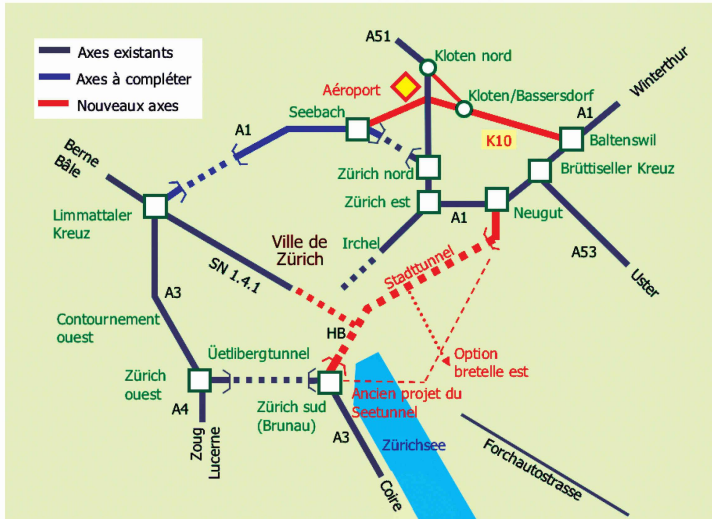 Axes existants
Axes à compléter
Nouveaux axes
A51
Kloten nord
Aéroport
Kloten/Bassersdorf
Winterthur
Seebach
A1
A1
K10
Baltenswil
Berne
Bâle
Zürich nord
Brüttiseller Kreuz
Limmattaler
Kreuz
Zürich est
A1
Neugut
Ville de
Zürich
Irchel
A53
Uster
SN 1.4.1
Stadttunnel
A3
Contournement
ouest
HB
Üetlibergtunnel
Option
bretelle est
Zürich
ouest
Ancien projet du
Seetunnel
A4
Zürich sud
(Brunau)
A3
Zürichsee
Zoug
Lucerne
Coire
Forchautostrasse